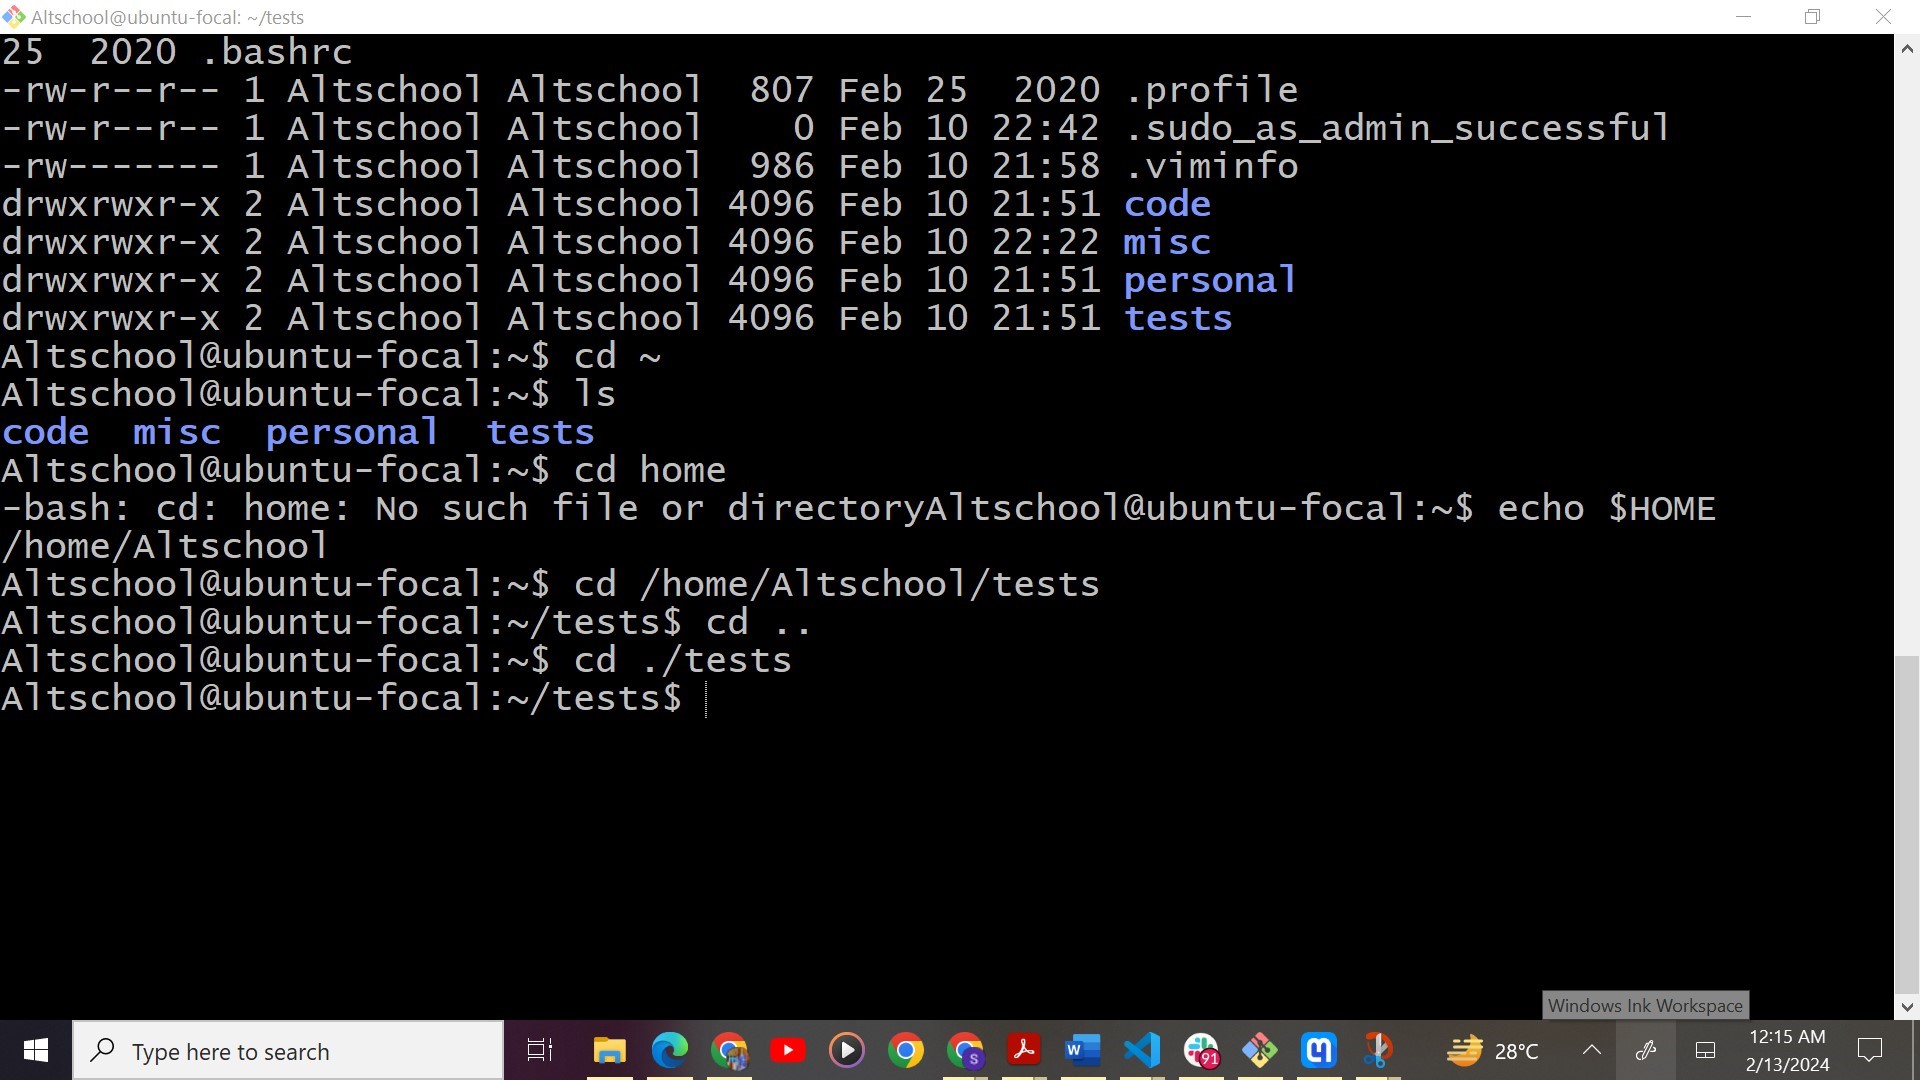 Altschool@ubuntu-focal: ~/tests
25  2020 .bashrc
-rw-r--r-- 1 Altschool Altschool  807 Feb 25  2020 .profile
-rw-r--r-- 1 Altschool Altschool    0 Feb 10 22:42 .sudo_as_admin_successful
-rw------- 1 Altschool Altschool  986 Feb 10 21:58 .viminfo
drwxrwxr-x 2 Altschool Altschool 4096 Feb 10 21:51 code
drwxrwxr-x 2 Altschool Altschool 4096 Feb 10 22:22 misc
drwxrwxr-x 2 Altschool Altschool 4096 Feb 10 21:51 personal
drwxrwxr-x 2 Altschool Altschool 4096 Feb 10 21:51 tests
Altschool@ubuntu-focal:~$ cd ~
Altschool@ubuntu-focal:~$ ls
code  misc  personal  tests
Altschool@ubuntu-focal:~$ cd home
-bash: cd: home: No such file or directoryAltschool@ubuntu-focal:~$ echo $HOME
/home/Altschool
Altschool@ubuntu-focal:~$ cd /home/Altschool/tests
Altschool@ubuntu-focal:~/tests$ cd ..
Altschool@ubuntu-focal:~$ cd ./tests
Altschool@ubuntu-focal:~/tests$
Windows Ink Workspace
Type here to search
S
W
91
28°C
12:15 AM
2/13/2024